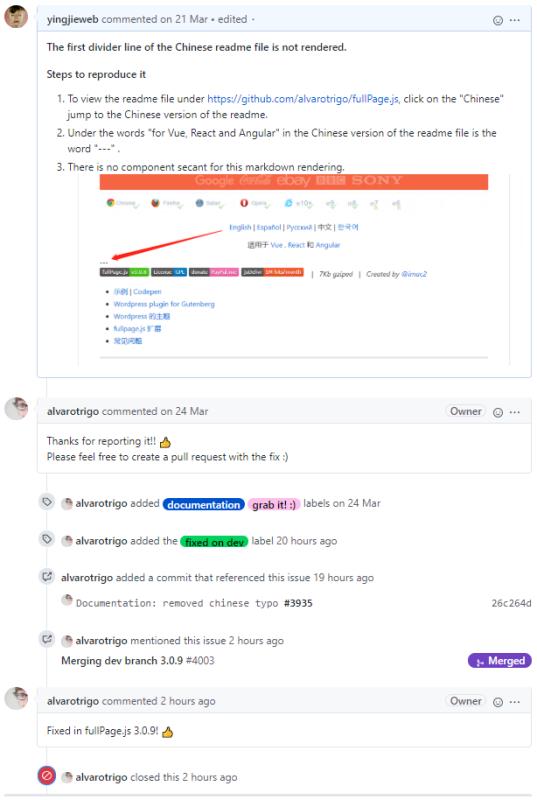 yingjieweb commented on 21 Mar • edited
The first divider line of the Chinese readme file is not rendered.
Steps to reproduce it
1. To view the readme file under https://github.com/alvarotrigo/fullPage.js, click on the "Chinese"
jump to the Chinese version of the readme.
2. Under the words "for Vue, React and Angular" in the Chinese version of the readme file is the
word "---" .
3. There is no component secant for this markdown rendering.
Google Coca-Cola ebay BBC SONY
Chrome Firefox Safari Opera
English | Español | Русский | 中文 | 한국어
适用于 Vue , React 和 Angular
---
fullPage.js v3.0.8 License GPL donate PayPal.me jsDelivr | 7Kb gziped | Created by @imac2
• 示例 | Codepen
• Wordpress plugin for Gutenberg
• Wordpress 的主题
• fullpage.js 扩展
• 常见问题
alvarotrigo commented on 24 Mar Owner ...
Thanks for reporting it!! 👍
Please feel free to create a pull request with the fix :)
alvarotrigo added documentation grab it! :) labels on 24 Mar
alvarotrigo added the fixed on dev label 20 hours ago
alvarotrigo added a commit that referenced this issue 19 hours ago
Documentation: removed chinese typo #3935 26c264d
alvarotrigo mentioned this issue 2 hours ago
Merging dev branch 3.0.9 #4003 Merged
alvarotrigo commented 2 hours ago Owner ...
Fixed in fullPage.js 3.0.9! 👍
alvarotrigo closed this 2 hours ago